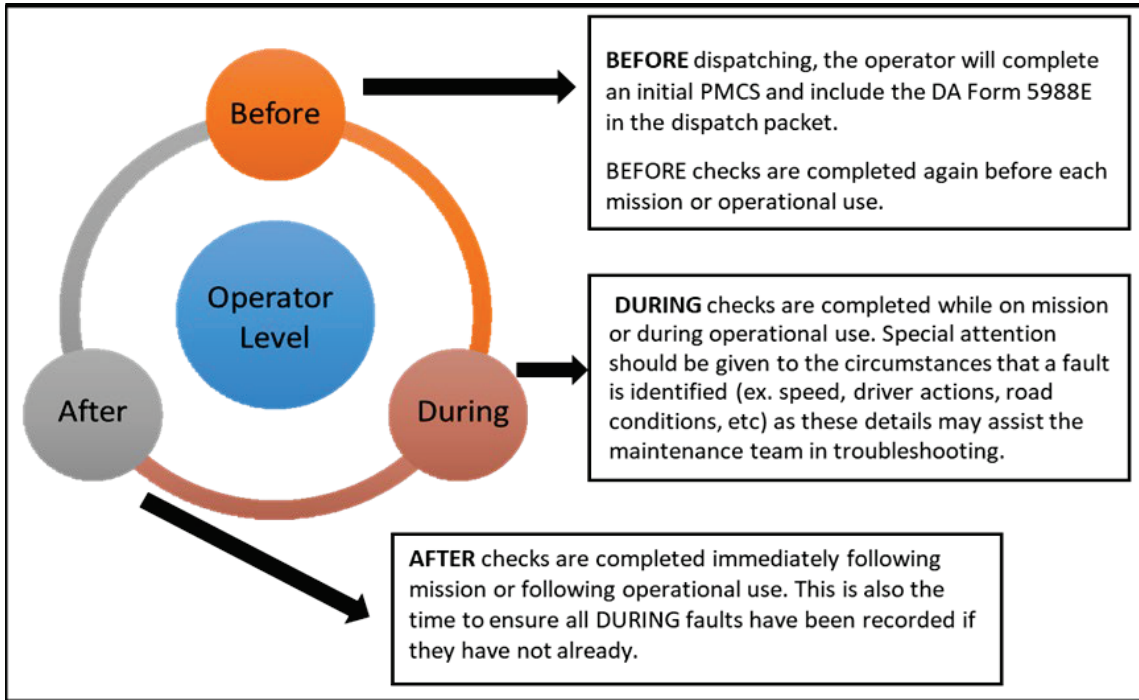 Before
BEFORE dispatching, the operator will complete
an initial PMCS and include the DA Form 5988E
in the dispatch packet.
BEFORE checks are completed again before each
mission or operational use.
Operator
Level
DURING checks are completed while on mission
or during operational use. Special attention
should be given to the circumstances that a fault
is identified (ex. speed, driver actions, road
conditions, etc) as these details may assist the
maintenance team in troubleshooting.
After
During
AFTER checks are completed immediately following
mission or following operational use. This is also the
time to ensure all DURING faults have been recorded if
they have not already.